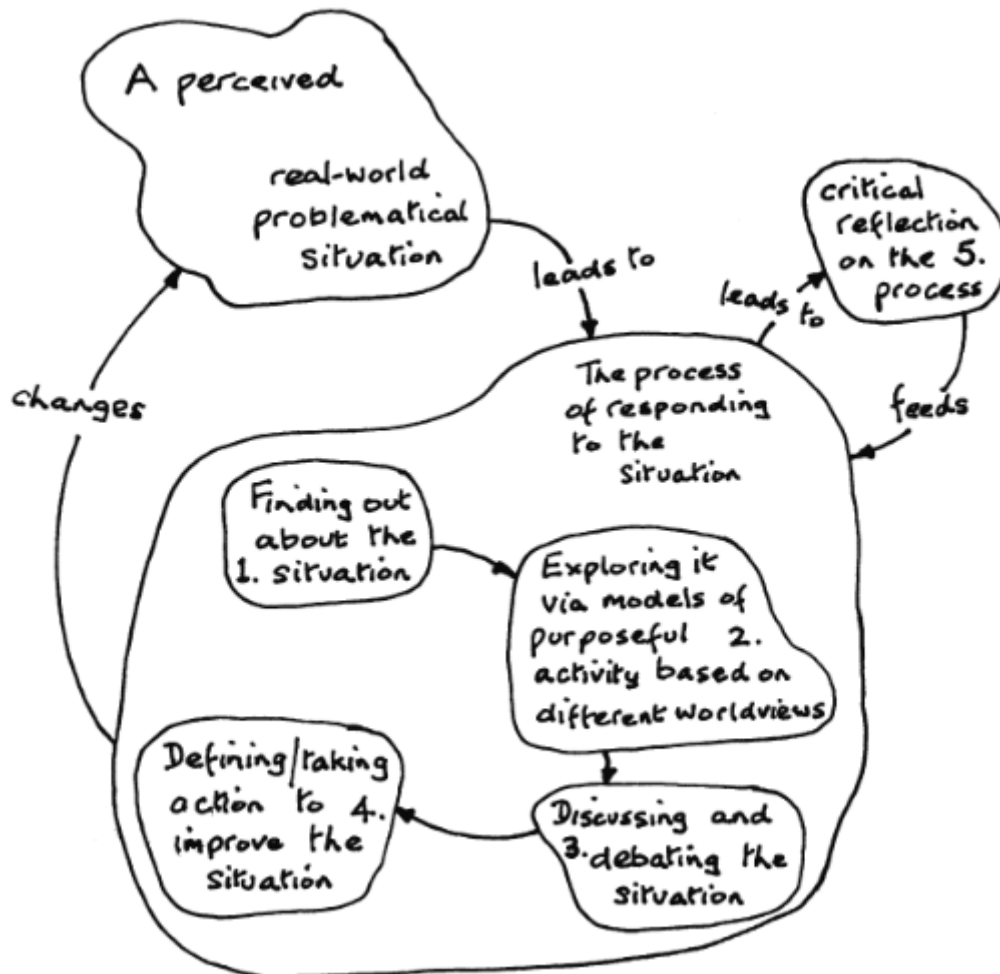 A perceived
real-world
problematical
situation
leads to
critical
reflection
on the 5.
process
leads to
feeds
changes
The process
of responding
to the
situation
Finding out
about the
1. situation
Exploring it
via models of
purposeful 2.
activity based on
different worldviews
Defining/taking
action to 4.
improve the
situation
Discussing and
3. debating the
situation